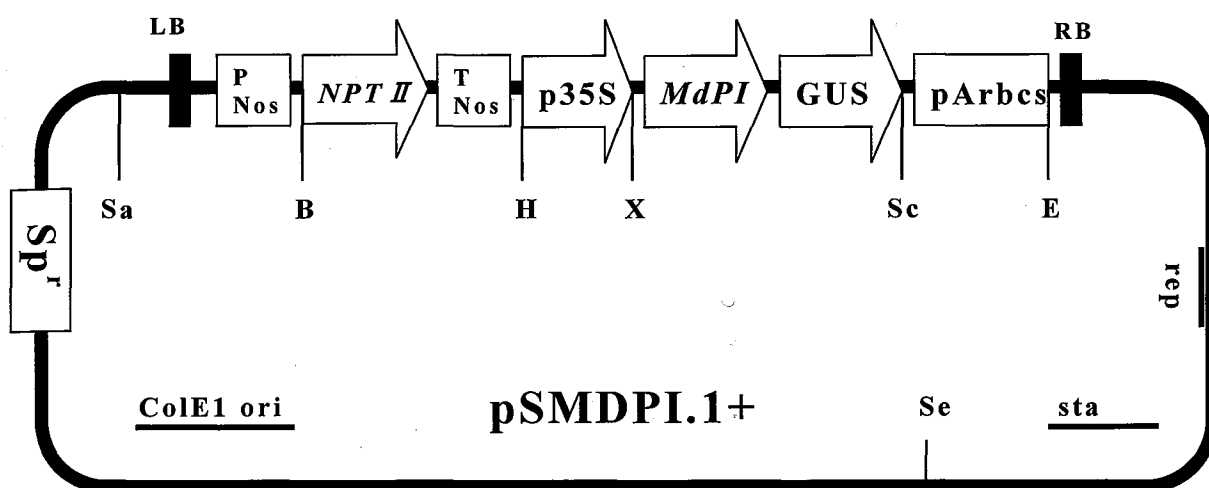 LB
RB
P
Nos
NPT II
T
Nos
p35S
MdPI
GUS
pArbcs
Sa
B
H
X
Sc
E
Spr
rep
ColE1 ori
pSMDPI.1+
Se
sta